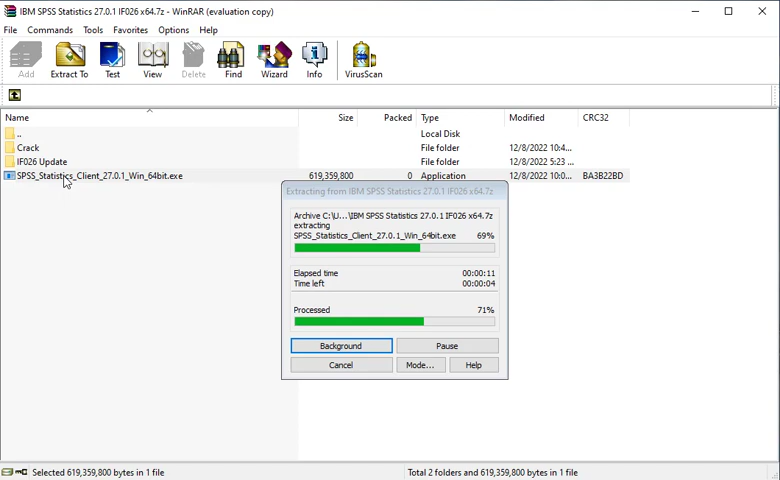 IBM SPSS Statistics 27.0.1 IF026 x64.7z - WinRAR (evaluation copy)
File Commands Tools Favorites Options Help
Add Extract To Test View Delete Find Wizard Info VirusScan
Name Size Packed Type Modified CRC32
.. Local Disk
Crack File folder 12/8/2022 10:4...
IF026 Update File folder 12/8/2022 5:23 ...
SPSS_Statistics_Client_27.0.1_Win_64bit.exe 619,359,800 0 Application 12/8/2022 10:0... BA3B22BD
Extracting from IBM SPSS Statistics 27.0.1 IF026 x64.7z
Archive C:\U...\IBM SPSS Statistics 27.0.1 IF026 x64.7z
extracting
SPSS_Statistics_Client_27.0.1_Win_64bit.exe 69%
Elapsed time 00:00:11
Time left 00:00:04
Processed 71%
Background Pause
Cancel Mode... Help
Selected 619,359,800 bytes in 1 file Total 2 folders and 619,359,800 bytes in 1 file